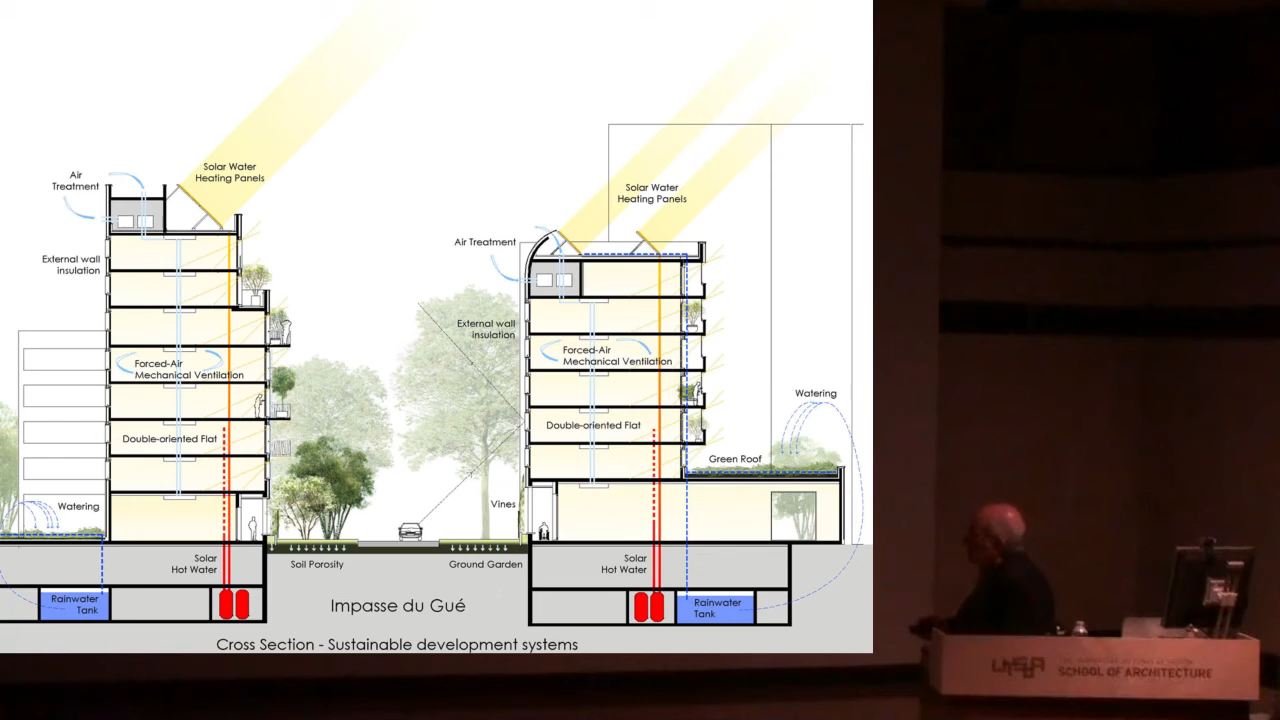 Solar Water
Heating Panels
Air
Treatment
Solar Water
Heating Panels
Air Treatment
External wall
insulation
External wall
insulation
Forced-Air
Mechanical Ventilation
Forced-Air
Mechanical Ventilation
Watering
Double-oriented Flat
Double-oriented Flat
Green Roof
Watering
Vines
Solar
Hot Water
Soil Porosity
Ground Garden
Solar
Hot Water
Rainwater
Tank
Impasse du Gué
Rainwater
Tank
Cross Section - Sustainable development systems
SCHOOL OF ARCHITECTURE